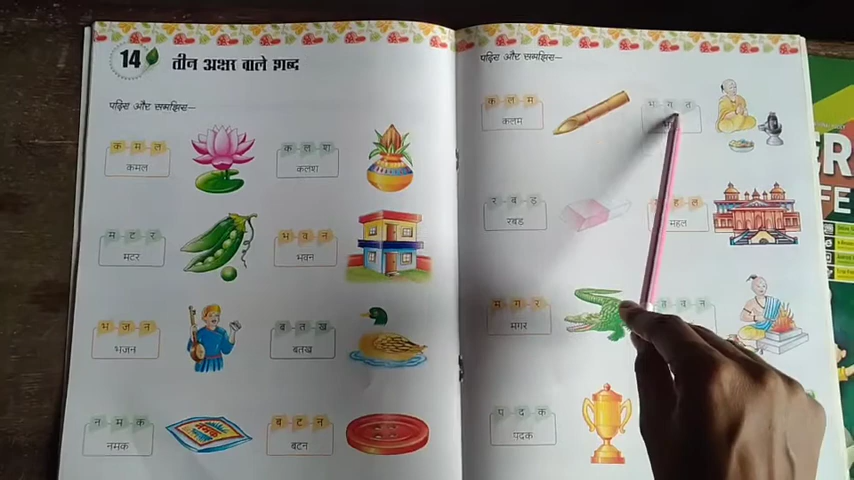 14 तीन अक्षर वाले शब्द
पढ़िए और समझिए—
क म ल
कमल
क ल श
कलश
म ट र
मटर
भ व न
भवन
भ ज न
भजन
ब त ख
बतख
न म क
नमक
ब ट न
बटन
पढ़िए और समझिए—
क ल म
कलम
भ ग त
र ब ड़
रबड़
ह ल
महल
म ग र
मगर
ह व न
प द क
पदक